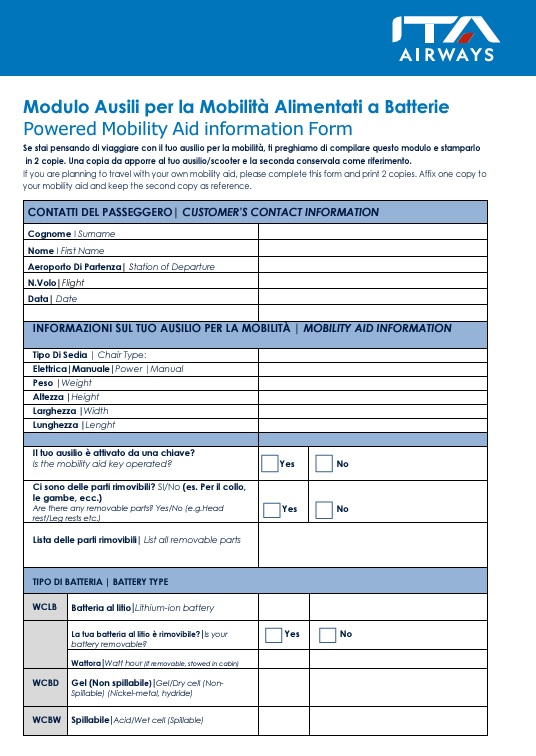 ITA
AIRWAYS
Modulo Ausili per la Mobilità Alimentati a Batterie
Powered Mobility Aid information Form
Se stai pensando di viaggiare con il tuo ausilio per la mobilità, ti preghiamo di compilare questo modulo e stamparlo
in 2 copie. Una copia da apporre al tuo ausilio/scooter e la seconda conservala come riferimento.
If you are planning to travel with your own mobility aid, please complete this form and print 2 copies. Affix one copy to
your mobility aid and keep the second copy as reference.
CONTATTI DEL PASSEGGERO| CUSTOMER'S CONTACT INFORMATION
Cognome | Surname
Nome | First Name
Aeroporto Di Partenza| Station of Departure
N.Volo|Flight
Data| Date
INFORMAZIONI SUL TUO AUSILIO PER LA MOBILITÀ | MOBILITY AID INFORMATION
Tipo Di Sedia | Chair Type:
Elettrica|Manuale|Power |Manual
Peso |Weight
Altezza |Height
Larghezza |Width
Lunghezza |Lenght
Il tuo ausilio è attivato da una chiave?
Is the mobility aid key operated?
Yes No
Ci sono delle parti rimovibili? SI/No (es. Per il collo,
le gambe, ecc.)
Are there any removable parts? Yes/No (e.g.Head
rest/Leg rests etc.)
Yes No
Lista delle parti rimovibili| List all removable parts
TIPO DI BATTERIA | BATTERY TYPE
WCLB Batteria al litio|Lithium-ion battery
La tua batteria al litio è rimovibile?|Is your
battery removable?
Yes No
Wattora|Watt hour (if removable, stowed in cabin)
WCBD Gel (Non spillabile)|Gel/Dry cell (Non-
Spillable) (Nickel-metal, hydride)
WCBW Spillabile|Acid/Wet cell (Spillable)